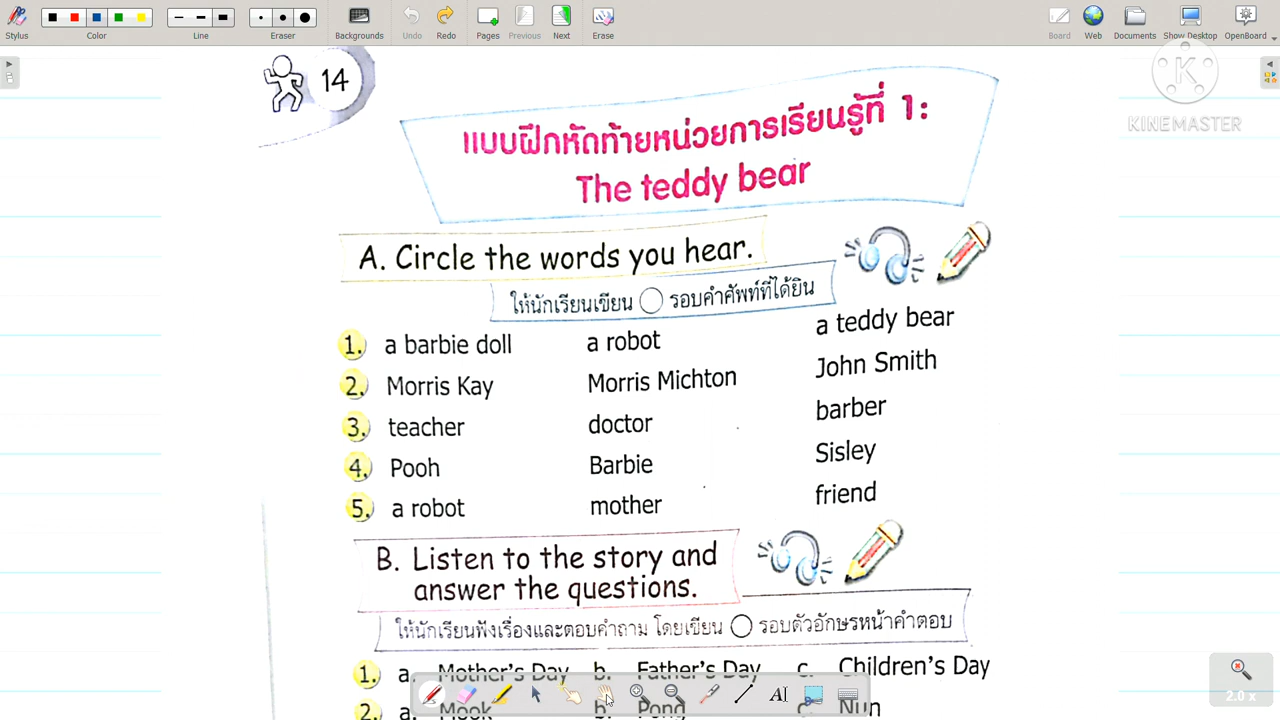 Stylus Color Line Eraser Backgrounds Undo Redo Pages Previous Next Erase Board Web Documents Show Desktop OpenBoard
14
K
KINEMASTER
แบบฝึกหัดท้ายหน่วยการเรียนรู้ที่ 1:
The teddy bear
A. Circle the words you hear.
ให้นักเรียนเขียน ◯ รอบคำศัพท์ที่ได้ยิน
1. a barbie doll a robot a teddy bear
2. Morris Kay Morris Michton John Smith
3. teacher doctor barber
4. Pooh Barbie Sisley
5. a robot mother friend
B. Listen to the story and
answer the questions.
ให้นักเรียนฟังเรื่องและตอบคำถาม โดยเขียน ◯ รอบตัวอักษรหน้าคำตอบ
1. a. Mother's Day b. Father's Day c. Children's Day
2. a. Mook b. Pong c. Nun
AI
2.0 x